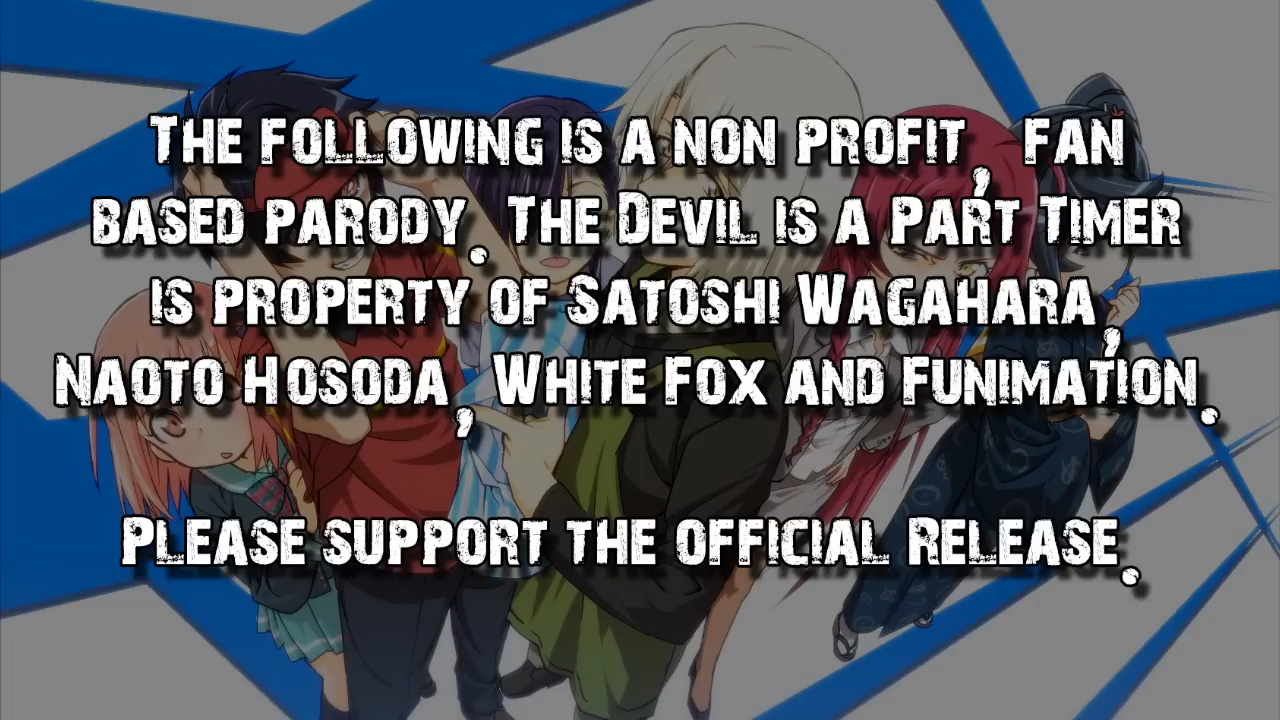 The following is a non profit, fan
based parody. The Devil is a Part Timer
is property of Satoshi Wagahara,
Naoto Hosoda, White Fox and Funimation.
Please support the official release.